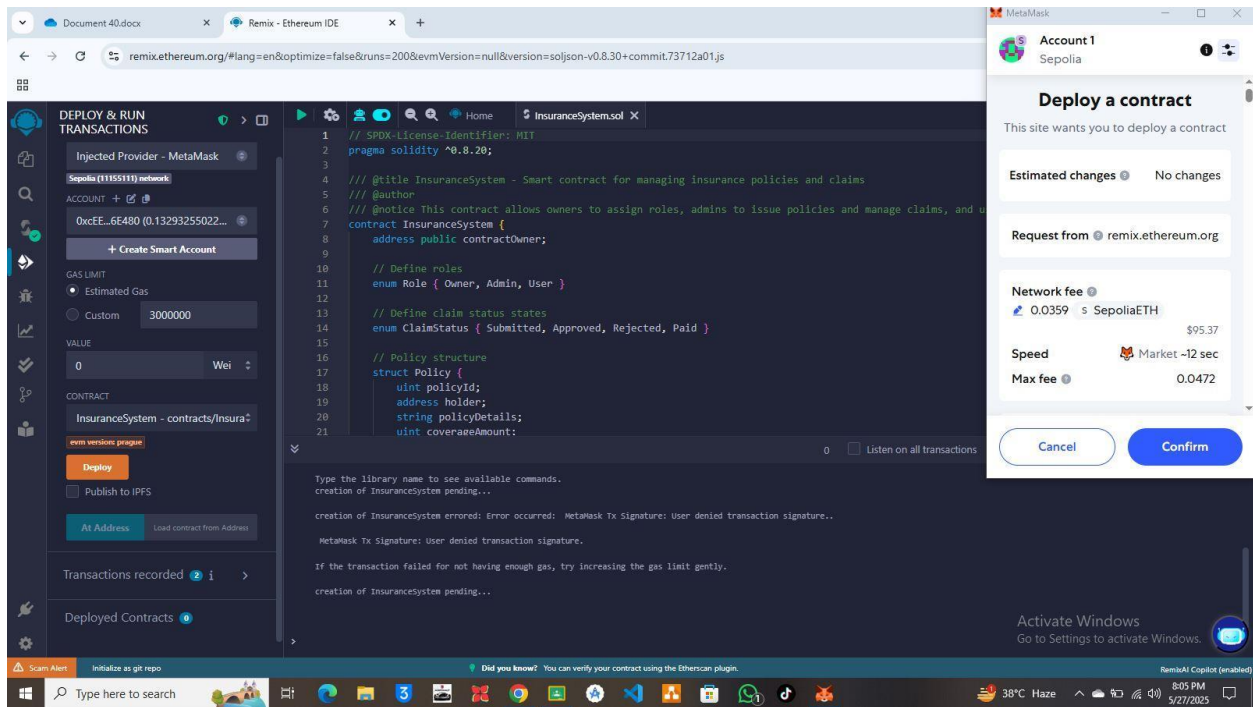 Document 40.docx
Remix - Ethereum IDE
remix.ethereum.org/#lang=en&optimize=false&runs=200&evmVersion=null&version=soljson-v0.8.30+commit.73712a01.js
DEPLOY & RUN
TRANSACTIONS
Injected Provider - MetaMask
Sepolia (11155111) network
ACCOUNT
0xcEE...6E480 (0.13293255022...
+ Create Smart Account
GAS LIMIT
Estimated Gas
Custom 3000000
VALUE
0 Wei
CONTRACT
InsuranceSystem - contracts/Insura
evm version: prague
Deploy
Publish to IPFS
At Address Load contract from Address
Transactions recorded 2 i
Deployed Contracts 0
Home InsuranceSystem.sol
1 // SPDX-License-Identifier: MIT
2 pragma solidity ^0.8.20;
3
4 /// @title InsuranceSystem - Smart contract for managing insurance policies and claims
5 /// @author
6 /// @notice This contract allows owners to assign roles, admins to issue policies and manage claims, and u
7 contract InsuranceSystem {
8 address public contractOwner;
9
10 // Define roles
11 enum Role { Owner, Admin, User }
12
13 // Define claim status states
14 enum ClaimStatus { Submitted, Approved, Rejected, Paid }
15
16 // Policy structure
17 struct Policy {
18 uint policyId;
19 address holder;
20 string policyDetails;
21 uint coverageAmount;
0 Listen on all transactions
Type the library name to see available commands.
creation of InsuranceSystem pending...
creation of InsuranceSystem errored: Error occurred: MetaMask Tx Signature: User denied transaction signature..
MetaMask Tx Signature: User denied transaction signature.
If the transaction failed for not having enough gas, try increasing the gas limit gently.
creation of InsuranceSystem pending...
>
MetaMask
S
Account 1
Sepolia
Deploy a contract
This site wants you to deploy a contract
Estimated changes No changes
Request from remix.ethereum.org
Network fee
0.0359 S SepoliaETH
$95.37
Speed Market ~12 sec
Max fee 0.0472
Cancel Confirm
Activate Windows
Go to Settings to activate Windows.
Scam Alert Initialize as git repo
Did you know? You can verify your contract using the Etherscan plugin.
RemixAI Copilot (enabled)
Type here to search
38°C Haze
8:05 PM
5/27/2025